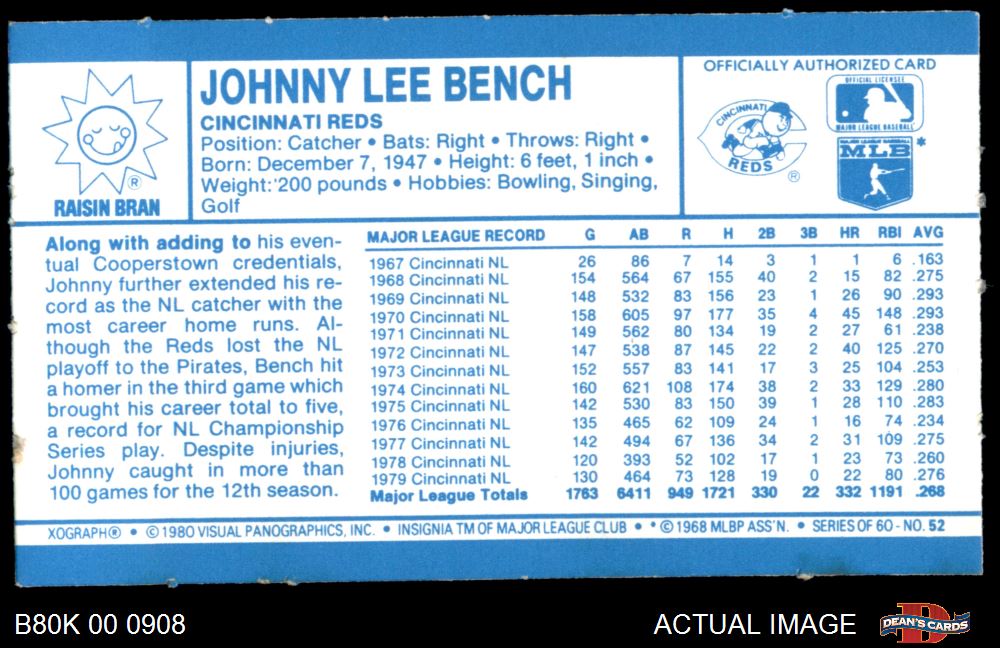 JOHNNY LEE BENCH
CINCINNATI REDS
Position: Catcher • Bats: Right • Throws: Right •
Born: December 7, 1947 • Height: 6 feet, 1 inch •
Weight: 200 pounds • Hobbies: Bowling, Singing,
Golf
®
RAISIN BRAN
OFFICIALLY AUTHORIZED CARD
CINCINNATI
REDS
®
OFFICIAL LICENSEE
MAJOR LEAGUE BASEBALL
MAJOR LEAGUE BASEBALL
MLB *
Along with adding to his even-
tual Cooperstown credentials,
Johnny further extended his re-
cord as the NL catcher with the
most career home runs. Al-
though the Reds lost the NL
playoff to the Pirates, Bench hit
a homer in the third game which
brought his career total to five,
a record for NL Championship
Series play. Despite injuries,
Johnny caught in more than
100 games for the 12th season.
MAJOR LEAGUE RECORD G AB R H 2B 3B HR RBI AVG
1967 Cincinnati NL 26 86 7 14 3 1 1 6 .163
1968 Cincinnati NL 154 564 67 155 40 2 15 82 .275
1969 Cincinnati NL 148 532 83 156 23 1 26 90 .293
1970 Cincinnati NL 158 605 97 177 35 4 45 148 .293
1971 Cincinnati NL 149 562 80 134 19 2 27 61 .238
1972 Cincinnati NL 147 538 87 145 22 2 40 125 .270
1973 Cincinnati NL 152 557 83 141 17 3 25 104 .253
1974 Cincinnati NL 160 621 108 174 38 2 33 129 .280
1975 Cincinnati NL 142 530 83 150 39 1 28 110 .283
1976 Cincinnati NL 135 465 62 109 24 1 16 74 .234
1977 Cincinnati NL 142 494 67 136 34 2 31 109 .275
1978 Cincinnati NL 120 393 52 102 17 1 23 73 .260
1979 Cincinnati NL 130 464 73 128 19 0 22 80 .276
Major League Totals 1763 6411 949 1721 330 22 332 1191 .268
XOGRAPH® • ©1980 VISUAL PANOGRAPHICS, INC. • INSIGNIA TM OF MAJOR LEAGUE CLUB • * ©1968 MLBP ASS'N. • SERIES OF 60 - NO. 52
B80K 00 0908
ACTUAL IMAGE
D
DEAN'S CARDS